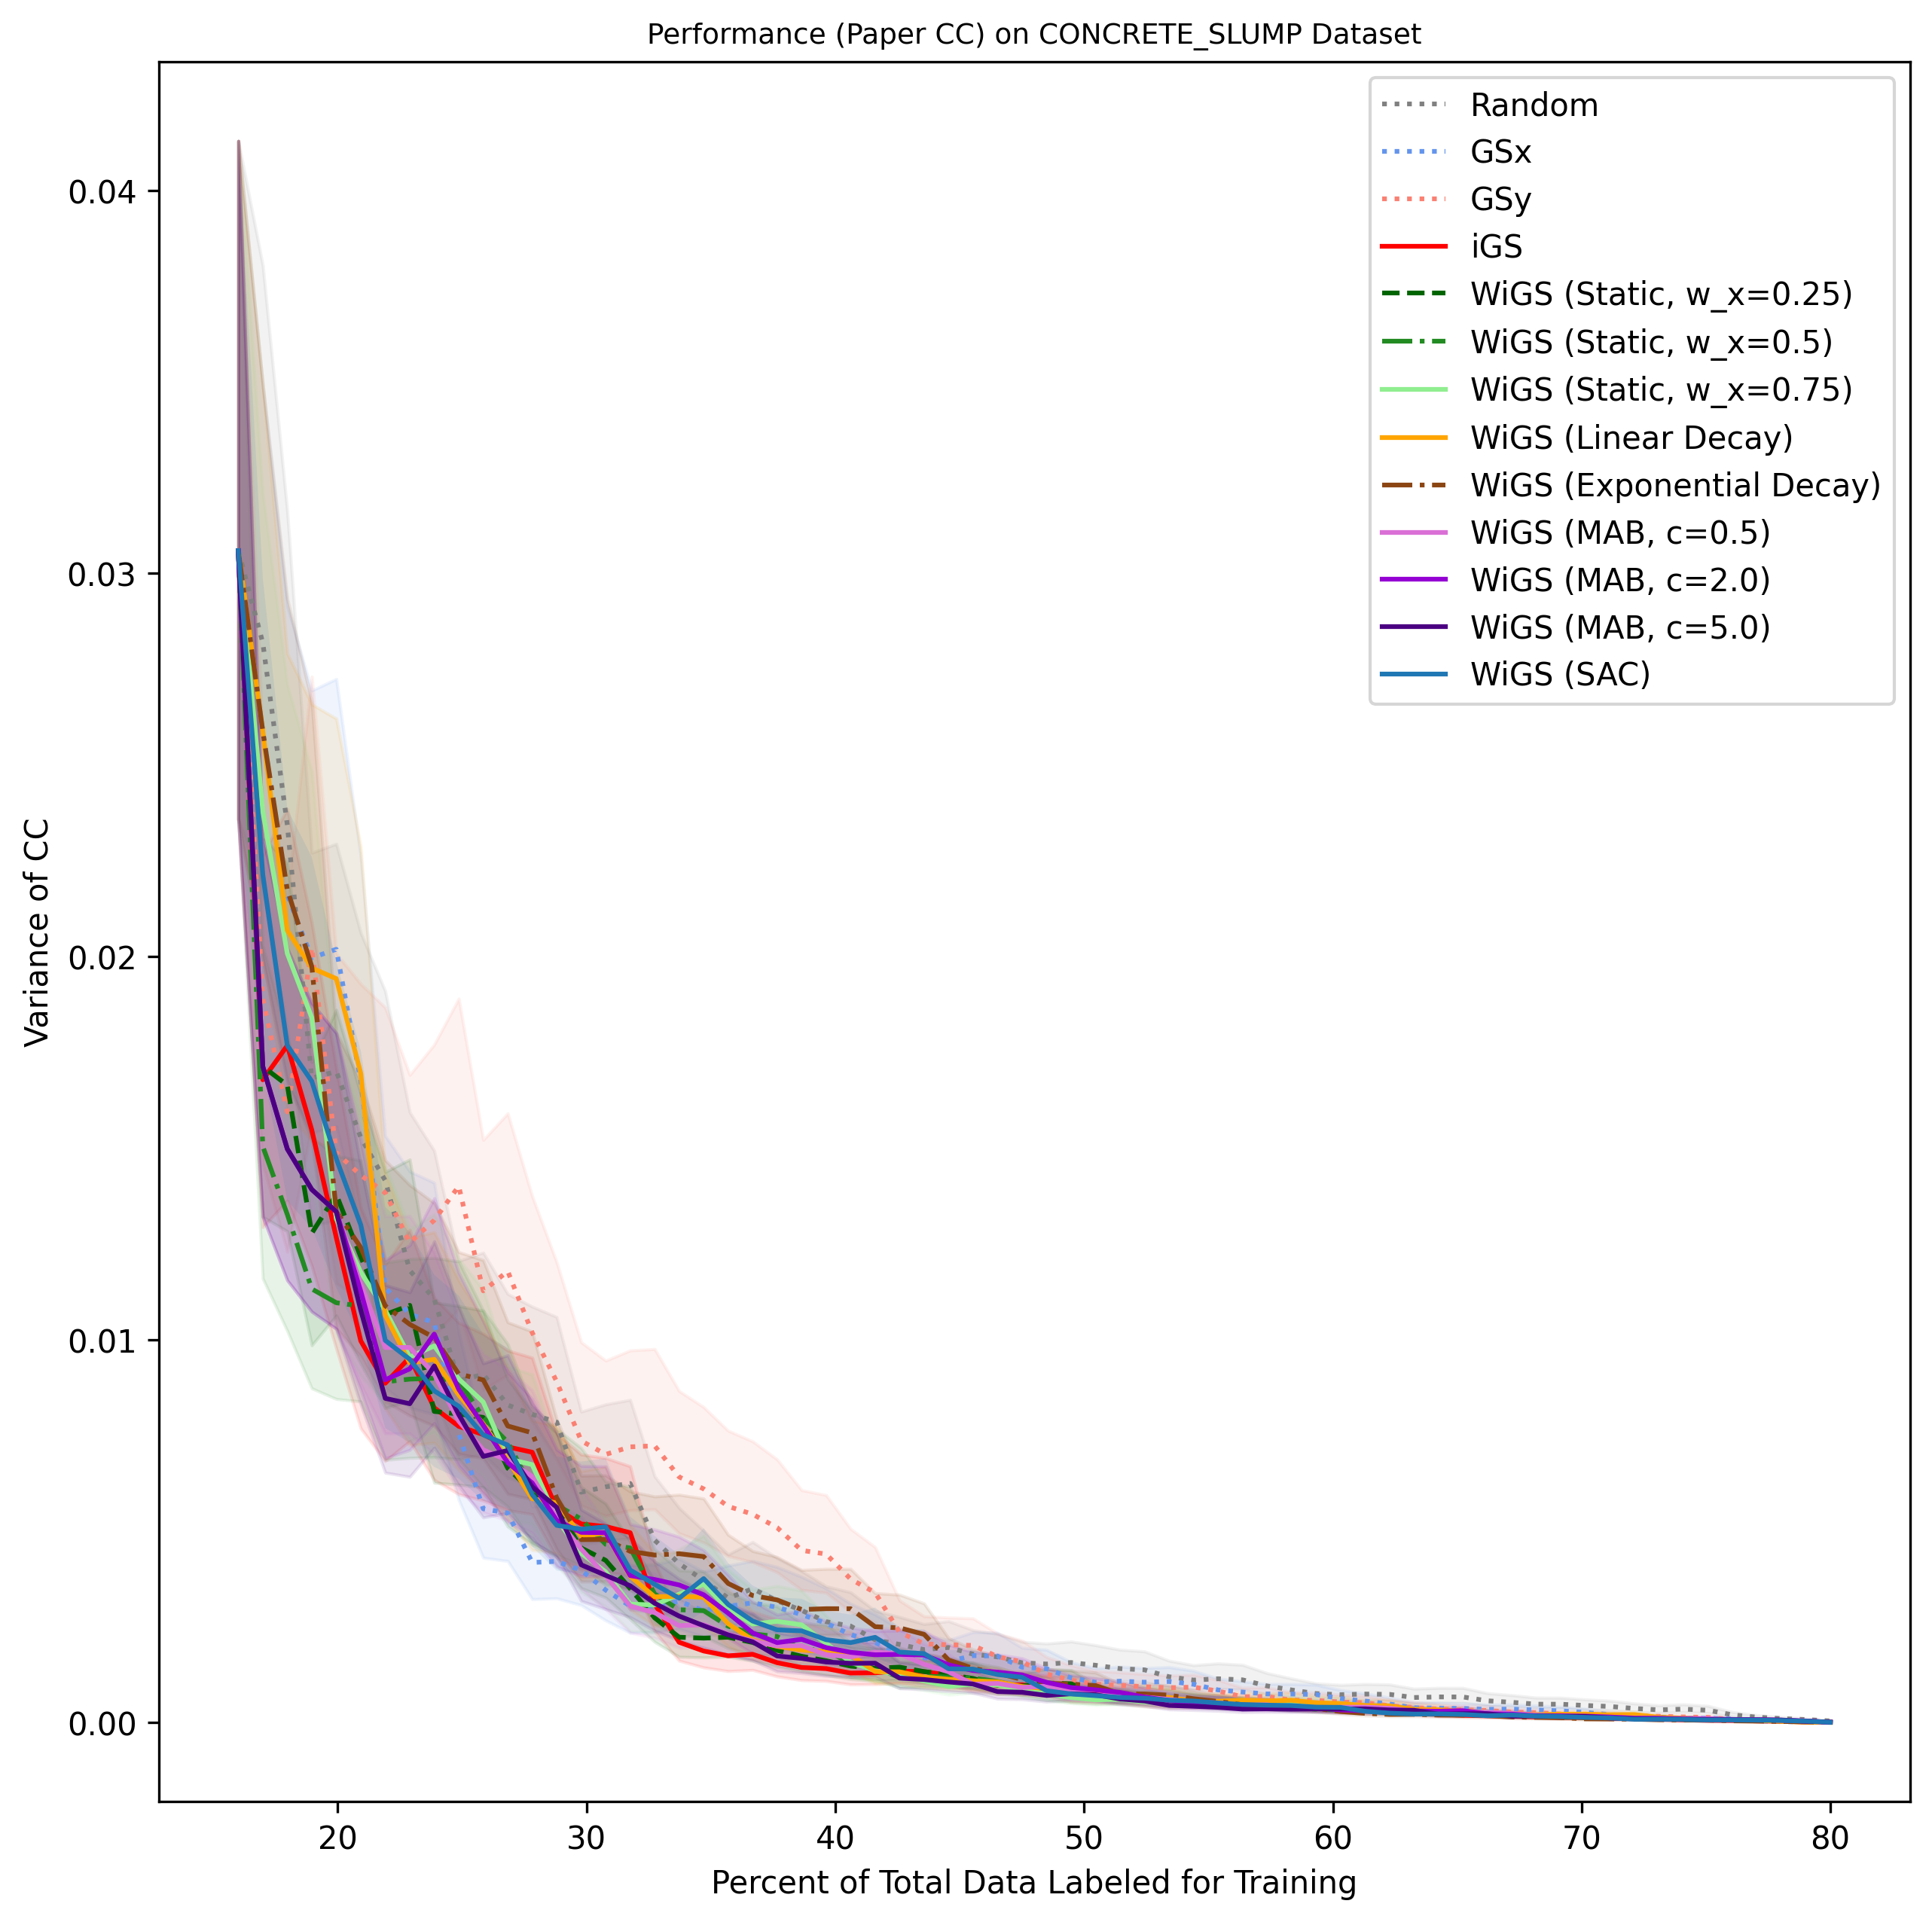 Performance (Paper CC) on CONCRETE_SLUMP Dataset
Random
GSx
GSy
iGS
WiGS (Static, w_x=0.25)
WiGS (Static, w_x=0.5)
WiGS (Static, w_x=0.75)
WiGS (Linear Decay)
WiGS (Exponential Decay)
WiGS (MAB, c=0.5)
WiGS (MAB, c=2.0)
WiGS (MAB, c=5.0)
WiGS (SAC)
Variance of CC
0.04
0.03
0.02
0.01
0.00
20 30 40 50 60 70 80
Percent of Total Data Labeled for Training